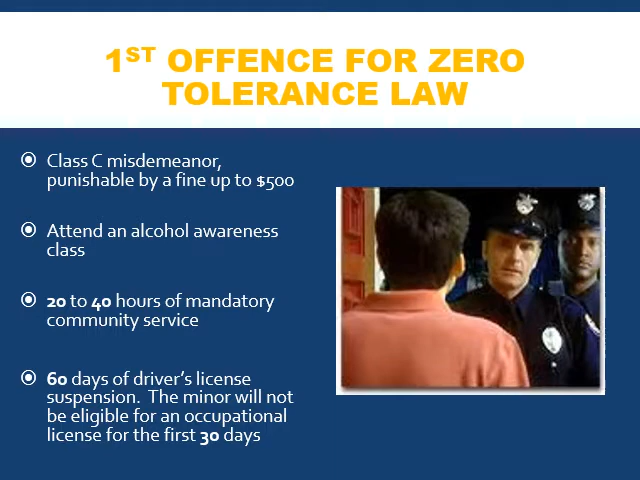 1ST OFFENCE FOR ZERO
TOLERANCE LAW
Class C misdemeanor,
punishable by a fine up to $500
Attend an alcohol awareness
class
20 to 40 hours of mandatory
community service
60 days of driver's license
suspension. The minor will not
be eligible for an occupational
license for the first 30 days